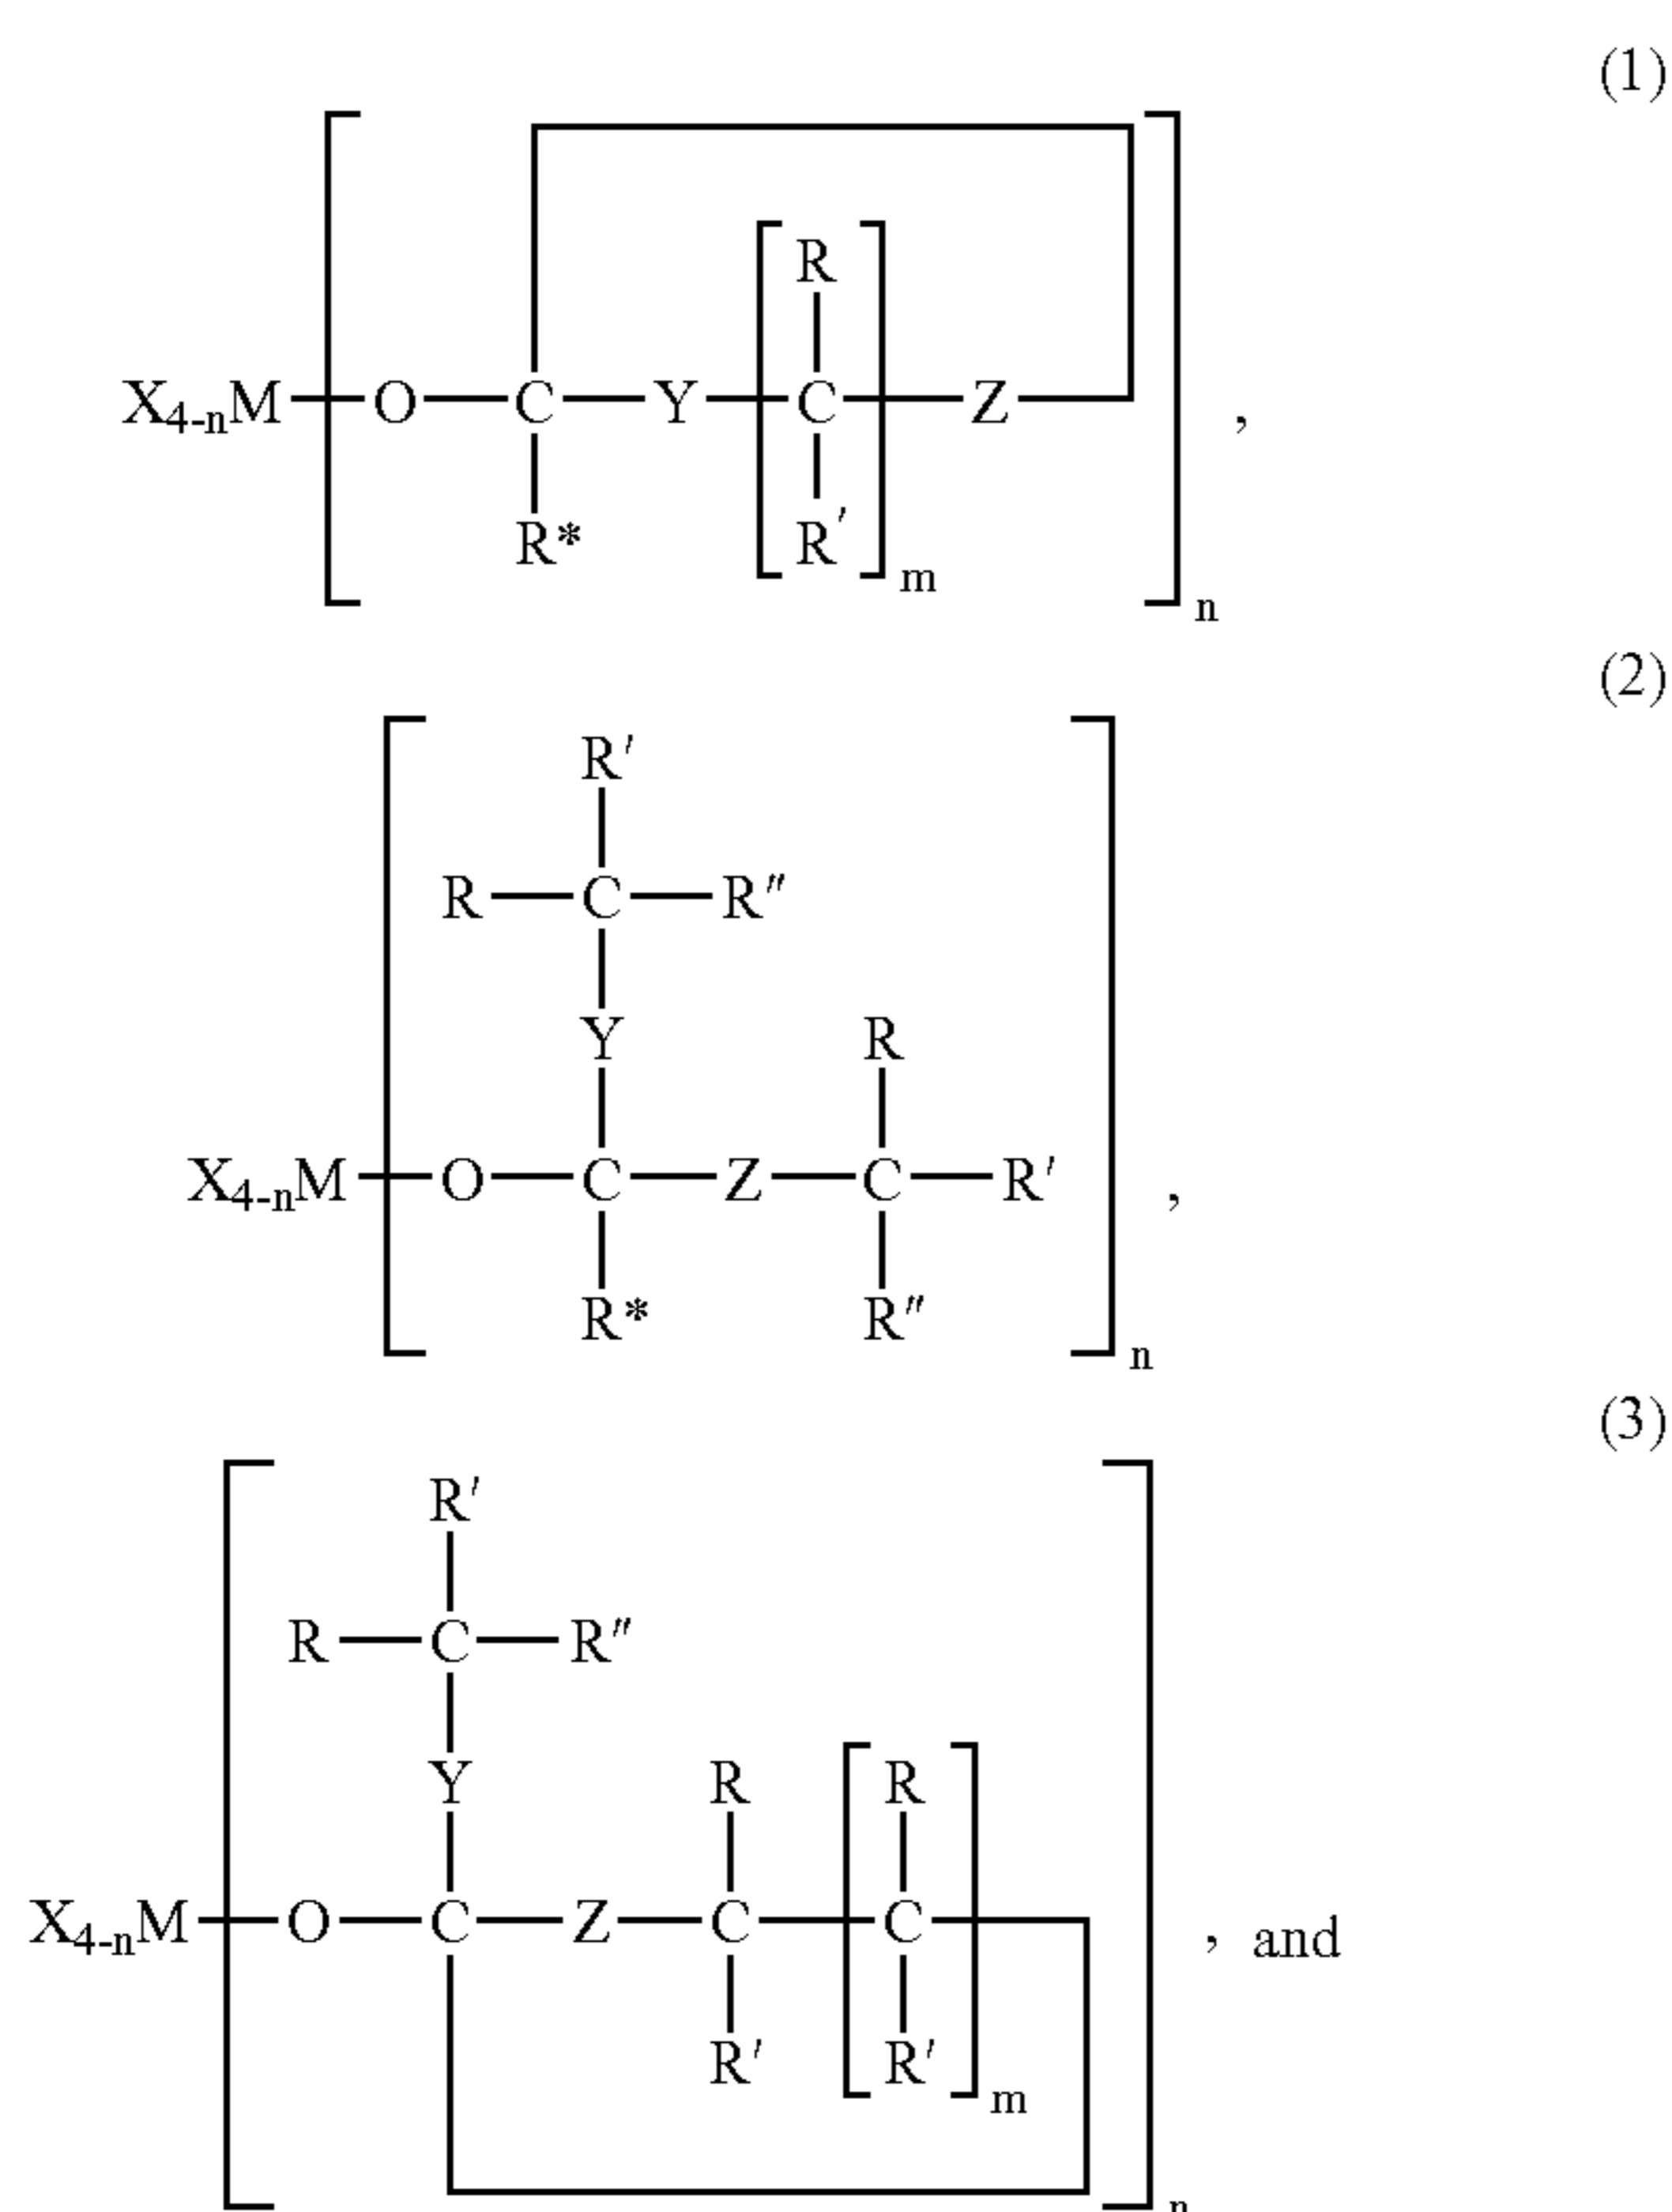 (1)
R
X4-nM O C Y C Z ,
R* R′
m
n
(2)
R′
R C R″
Y R
X4-nM O C Z C R′ ,
R* R″
n
(3)
R′
R C R″
Y R R
X4-nM O C Z C C , and
R′ R′
m
n